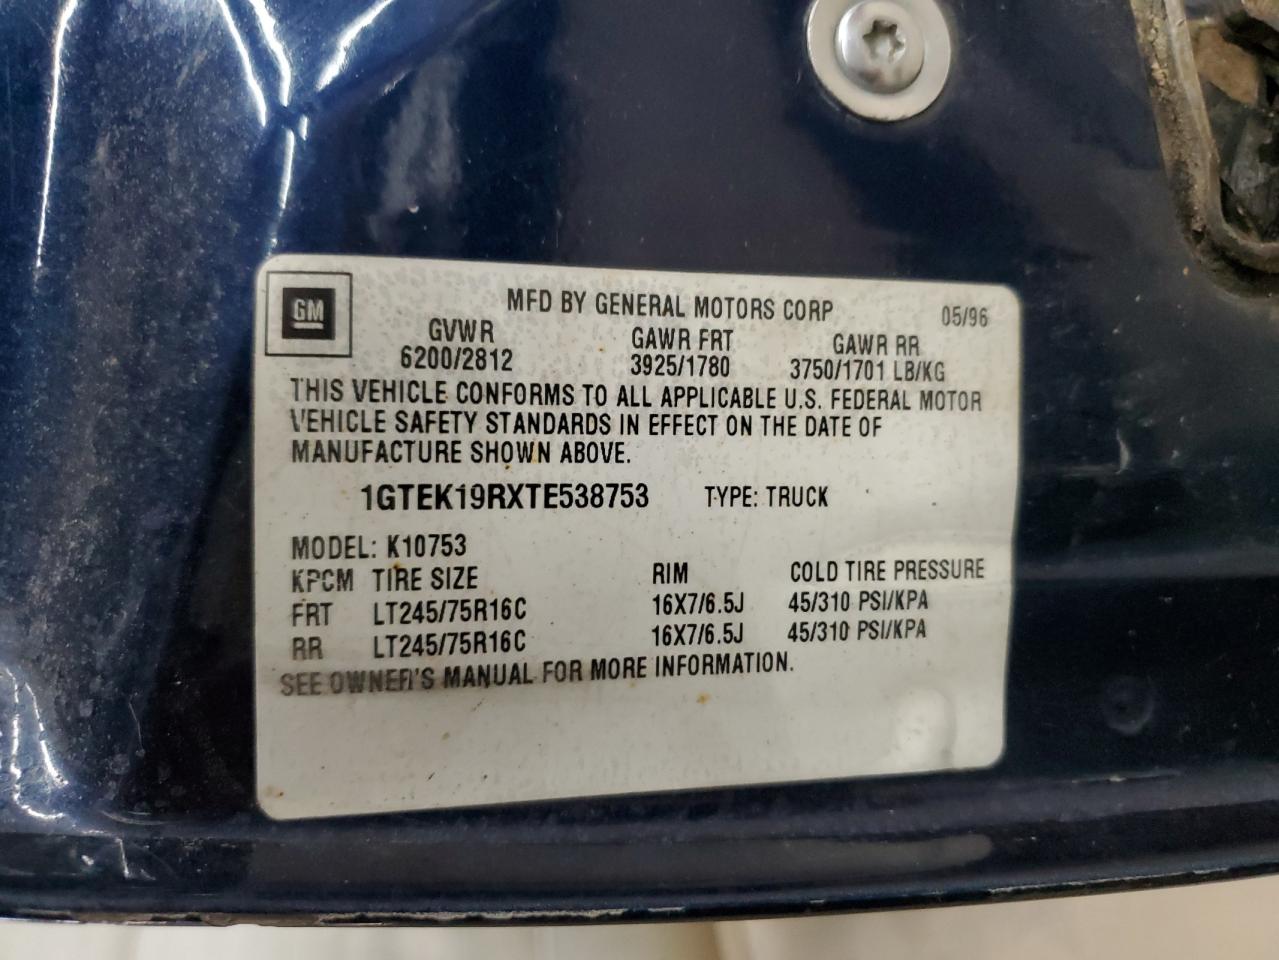 GM
MFD BY GENERAL MOTORS CORP 05/96
GVWR GAWR FRT GAWR RR
6200/2812 3925/1780 3750/1701 LB/KG
THIS VEHICLE CONFORMS TO ALL APPLICABLE U.S. FEDERAL MOTOR
VEHICLE SAFETY STANDARDS IN EFFECT ON THE DATE OF
MANUFACTURE SHOWN ABOVE.
1GTEK19RXTE538753 TYPE: TRUCK
MODEL: K10753
KPCM TIRE SIZE RIM COLD TIRE PRESSURE
FRT LT245/75R16C 16X7/6.5J 45/310 PSI/KPA
RR LT245/75R16C 16X7/6.5J 45/310 PSI/KPA
SEE OWNER'S MANUAL FOR MORE INFORMATION.